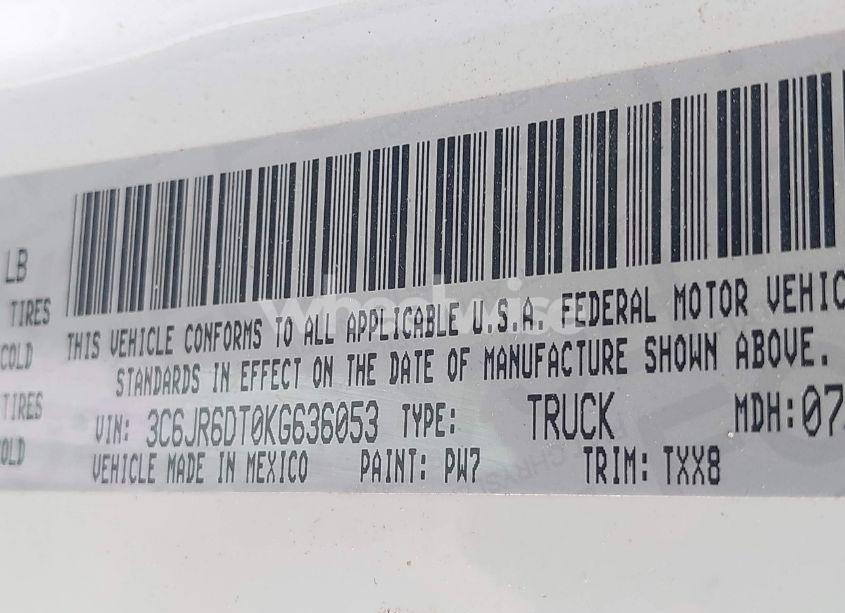 LB
TIRES
COLD
TIRES
OLD
THIS VEHICLE CONFORMS TO ALL APPLICABLE U.S.A. FEDERAL MOTOR VEHIC
STANDARDS IN EFFECT ON THE DATE OF MANUFACTURE SHOWN ABOVE.
VIN: 3C6JR6DT0KG636053 TYPE: TRUCK MDH:07
VEHICLE MADE IN MEXICO PAINT: PW7 TRIM: TXX8
wheelwise